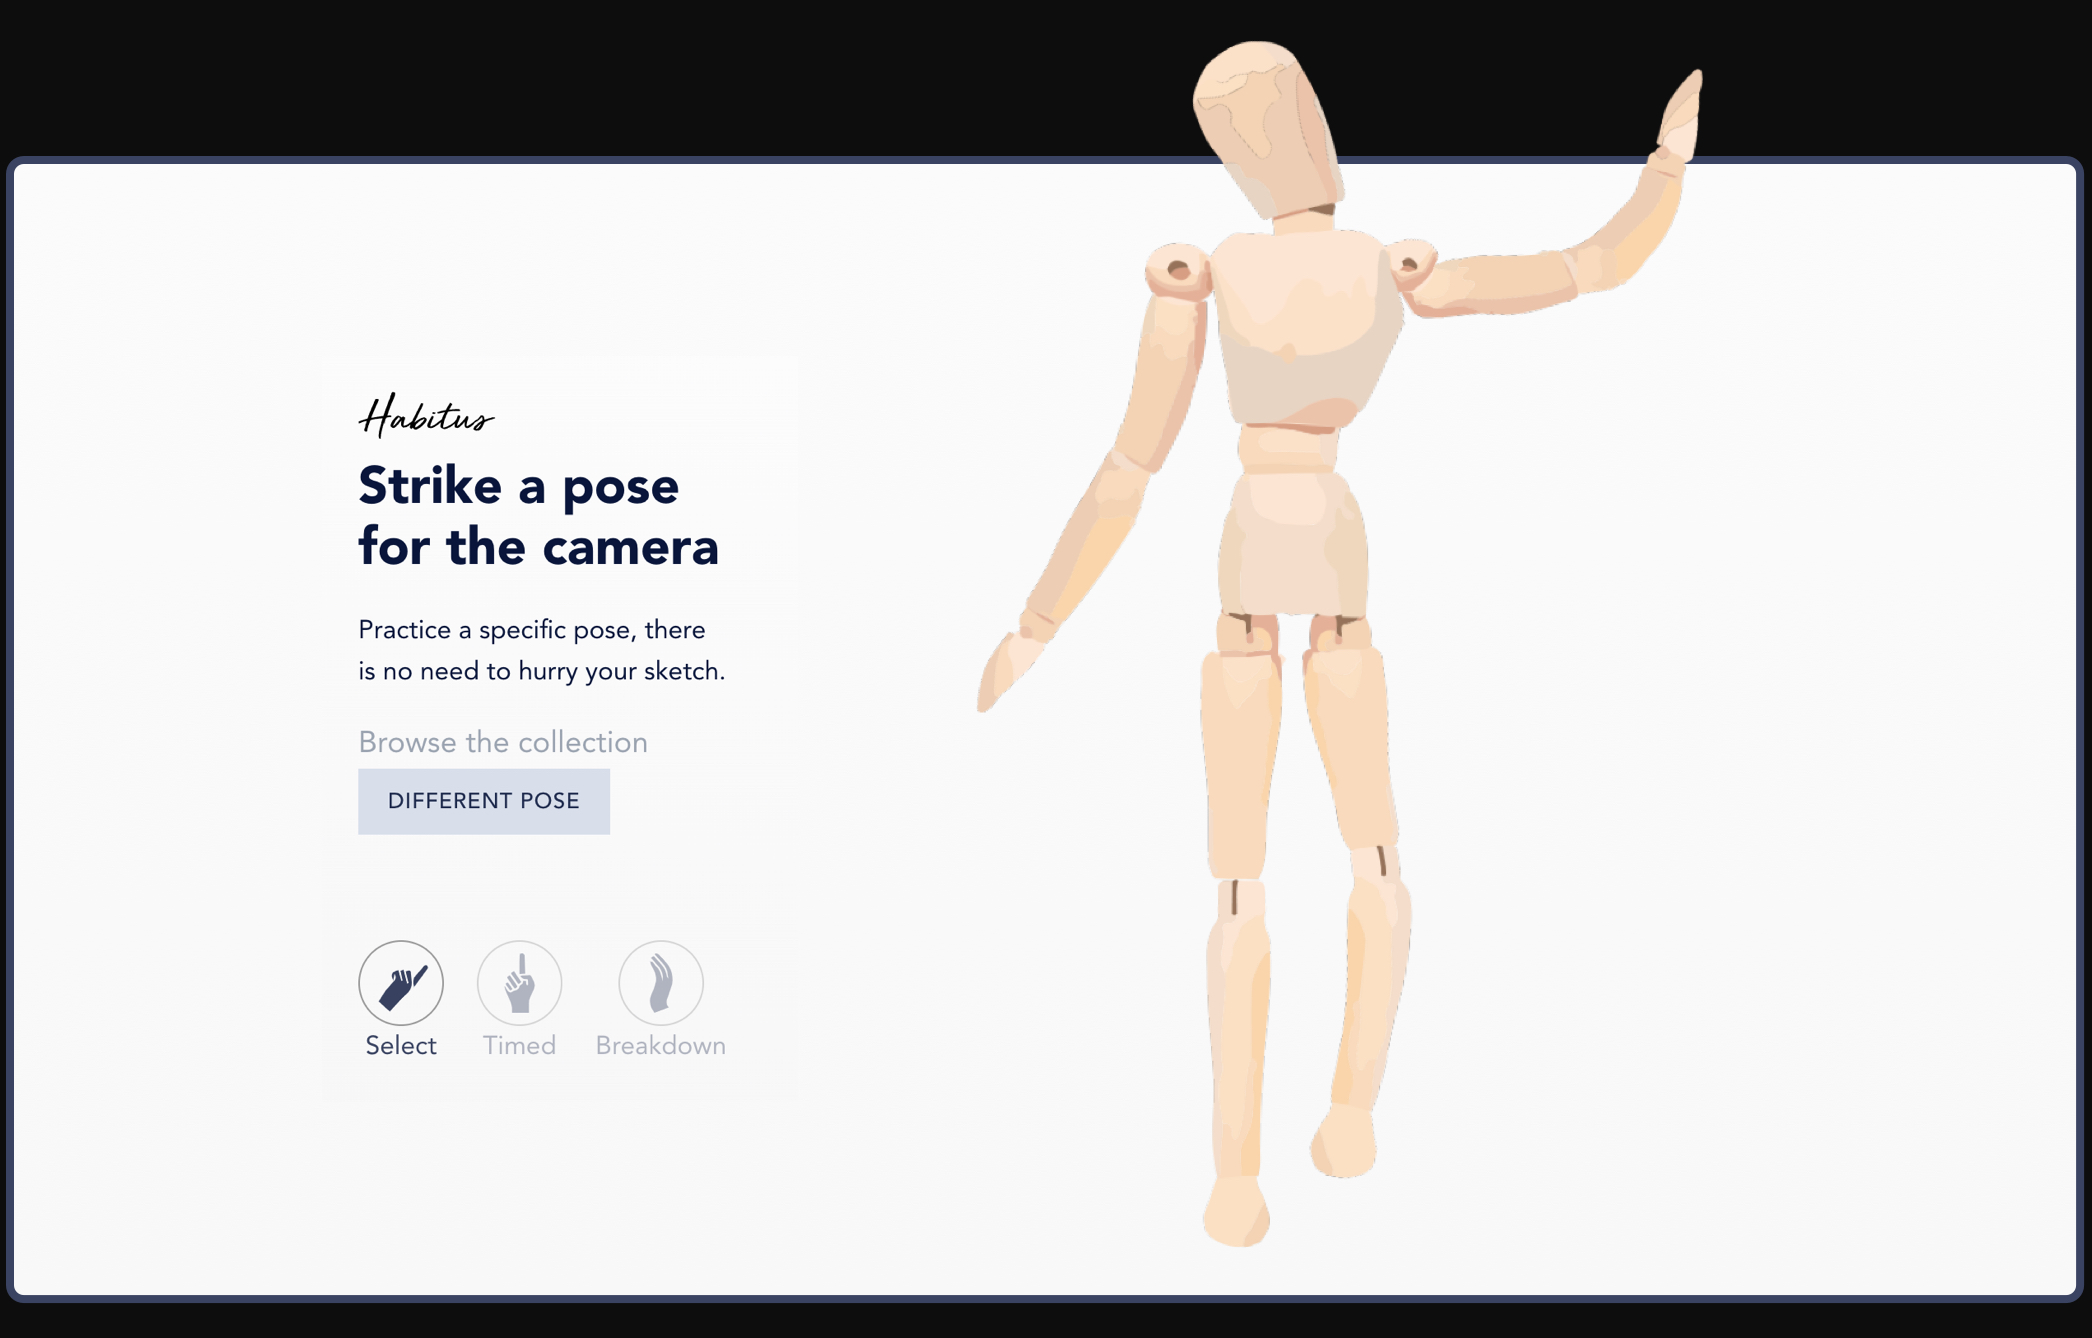 Habitus
Strike a pose
for the camera
Practice a specific pose, there
is no need to hurry your sketch.
Browse the collection
DIFFERENT POSE
Select
Timed
Breakdown